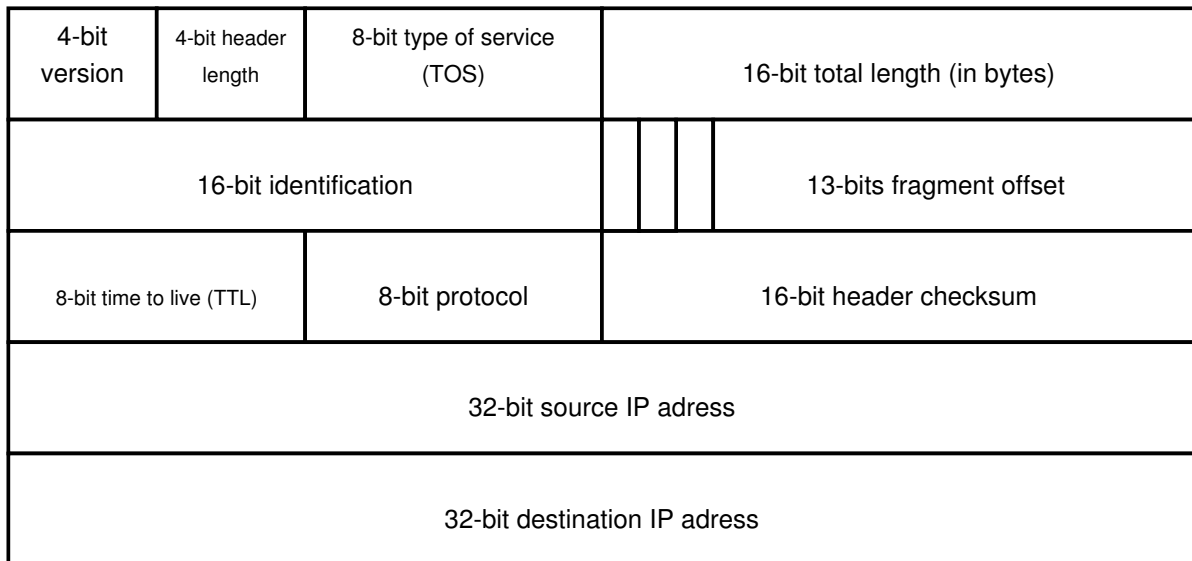 4-bit
version
4-bit header
length
8-bit type of service
(TOS)
16-bit total length (in bytes)
16-bit identification
13-bits fragment offset
8-bit time to live (TTL)
8-bit protocol
16-bit header checksum
32-bit source IP adress
32-bit destination IP adress